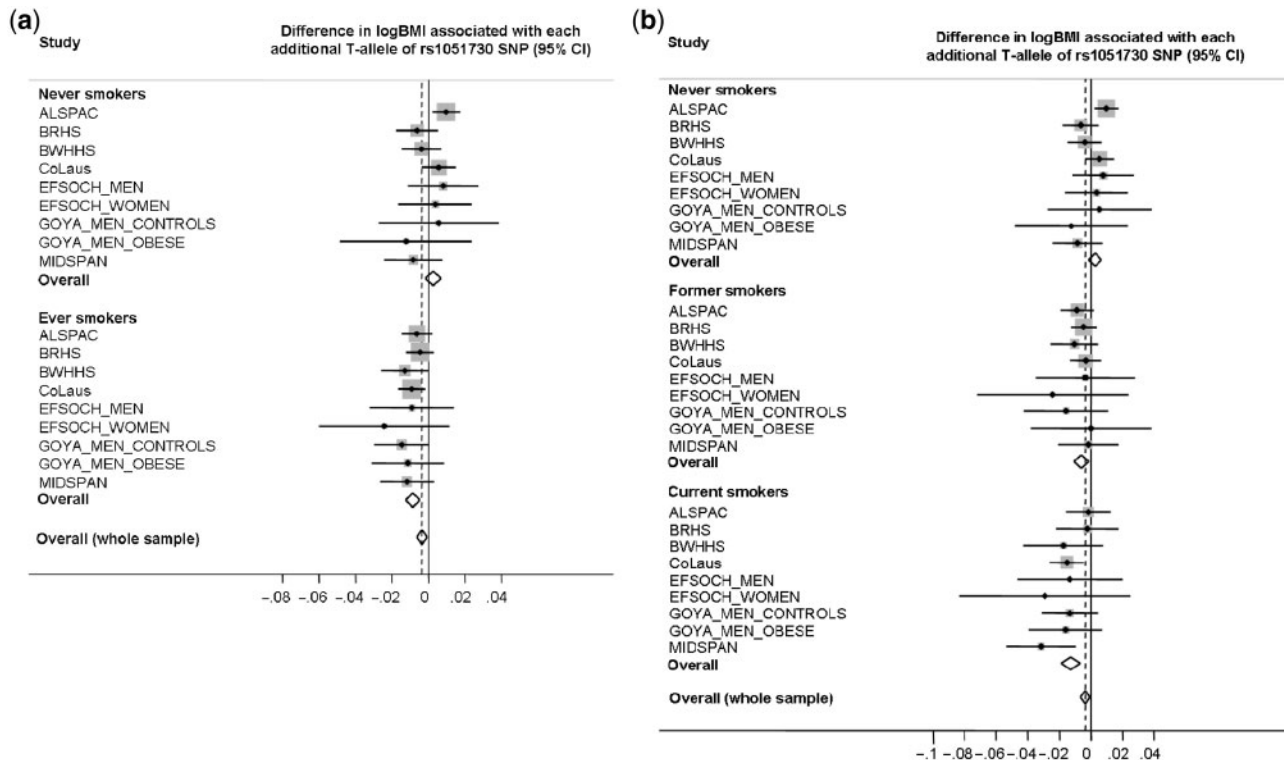 (a)
Study
Difference in logBMI associated with each
additional T-allele of rs1051730 SNP (95% CI)
Never smokers
ALSPAC
BRHS
BWHHS
CoLaus
EFSOCH_MEN
EFSOCH_WOMEN
GOYA_MEN_CONTROLS
GOYA_MEN_OBESE
MIDSPAN
Overall
Ever smokers
ALSPAC
BRHS
BWHHS
CoLaus
EFSOCH_MEN
EFSOCH_WOMEN
GOYA_MEN_CONTROLS
GOYA_MEN_OBESE
MIDSPAN
Overall
Overall (whole sample)
-.08 -.06 -.04 -.02 0 .02 .04
(b)
Study
Difference in logBMI associated with each
additional T-allele of rs1051730 SNP (95% CI)
Never smokers
ALSPAC
BRHS
BWHHS
CoLaus
EFSOCH_MEN
EFSOCH_WOMEN
GOYA_MEN_CONTROLS
GOYA_MEN_OBESE
MIDSPAN
Overall
Former smokers
ALSPAC
BRHS
BWHHS
CoLaus
EFSOCH_MEN
EFSOCH_WOMEN
GOYA_MEN_CONTROLS
GOYA_MEN_OBESE
MIDSPAN
Overall
Current smokers
ALSPAC
BRHS
BWHHS
CoLaus
EFSOCH_MEN
EFSOCH_WOMEN
GOYA_MEN_CONTROLS
GOYA_MEN_OBESE
MIDSPAN
Overall
Overall (whole sample)
-.1 -.08 -.06 -.04 -.02 0 .02 .04